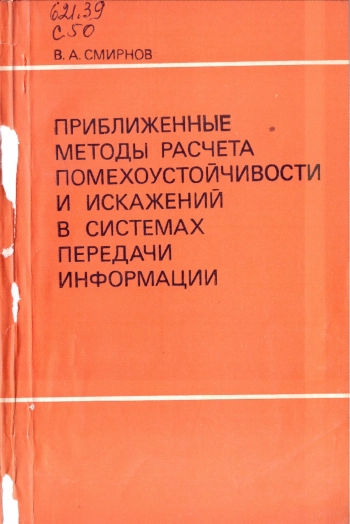 621.39
С50
В. А. СМИРНОВ
ПРИБЛИЖЕННЫЕ
МЕТОДЫ РАСЧЕТА
ПОМЕХОУСТОЙЧИВОСТИ
И ИСКАЖЕНИЙ
В СИСТЕМАХ
ПЕРЕДАЧИ
ИНФОРМАЦИИ